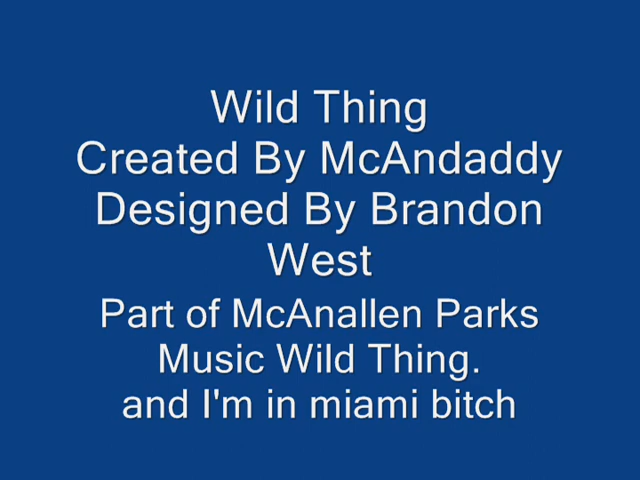 Wild Thing
Created By McAndaddy
Designed By Brandon
West
Part of McAnallen Parks
Music Wild Thing.
and I'm in miami bitch